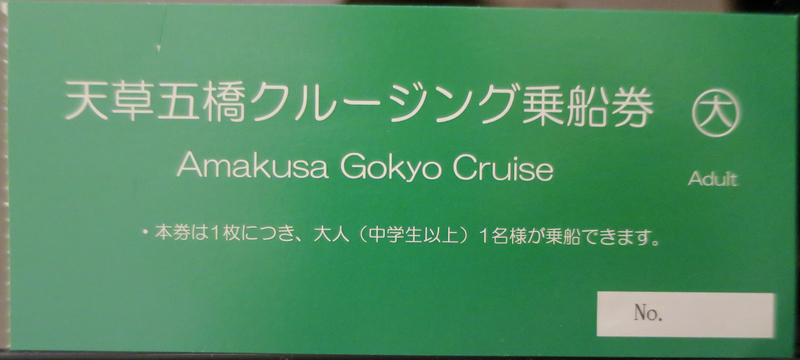 天草五橋クルージング乗船券 大
Amakusa Gokyo Cruise Adult
・本券は1枚につき、大人（中学生以上）1名様が乗船できます。
No.